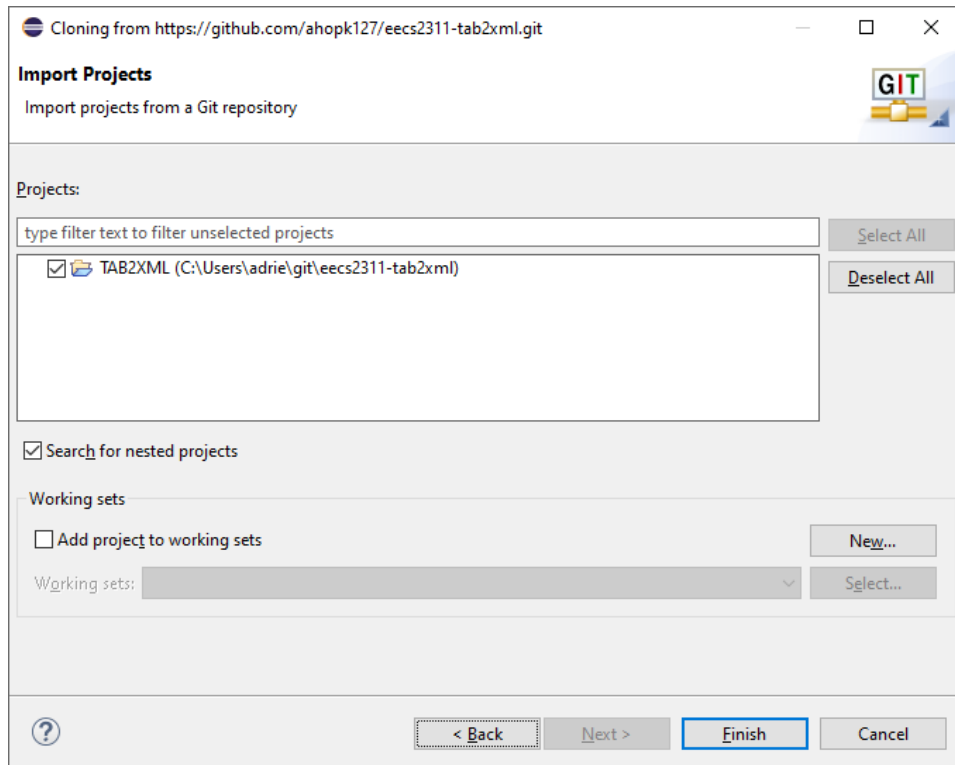 Cloning from https://github.com/ahopk127/eecs2311-tab2xml.git
Import Projects
Import projects from a Git repository
GIT
Projects:
type filter text to filter unselected projects
Select All
TAB2XML (C:\Users\adrie\git\eecs2311-tab2xml)
Deselect All
Search for nested projects
Working sets
Add project to working sets
New...
Working sets:
Select...
?
< Back
Next >
Finish
Cancel